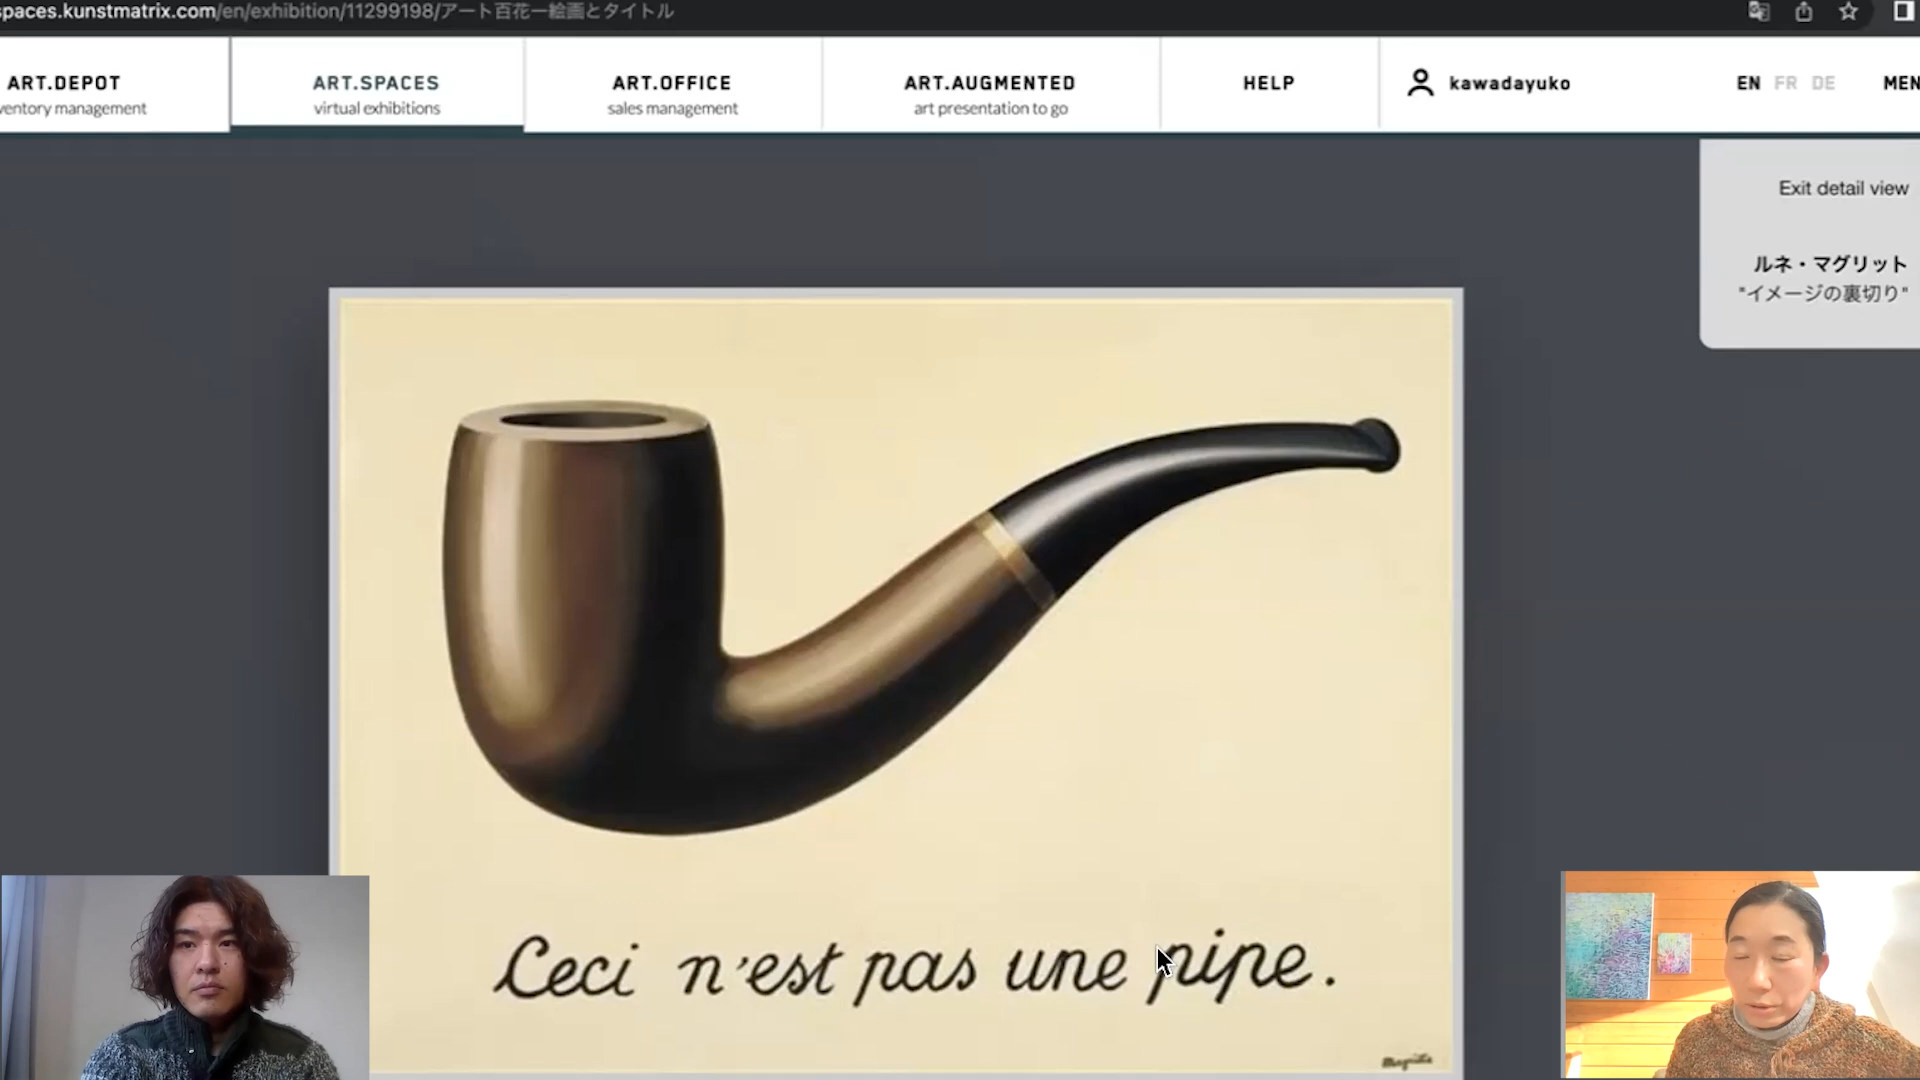 spaces.kunstmatrix.com/en/exhibition/11299198/アート百花ー絵画とタイトル
ART.DEPOT
ventory management
ART.SPACES
virtual exhibitions
ART.OFFICE
sales management
ART.AUGMENTED
art presentation to go
HELP
kawadayuko
EN FR DE
MEN
Exit detail view
ルネ・マグリット
"イメージの裏切り"
Ceci n'est pas une pipe.
Magritte